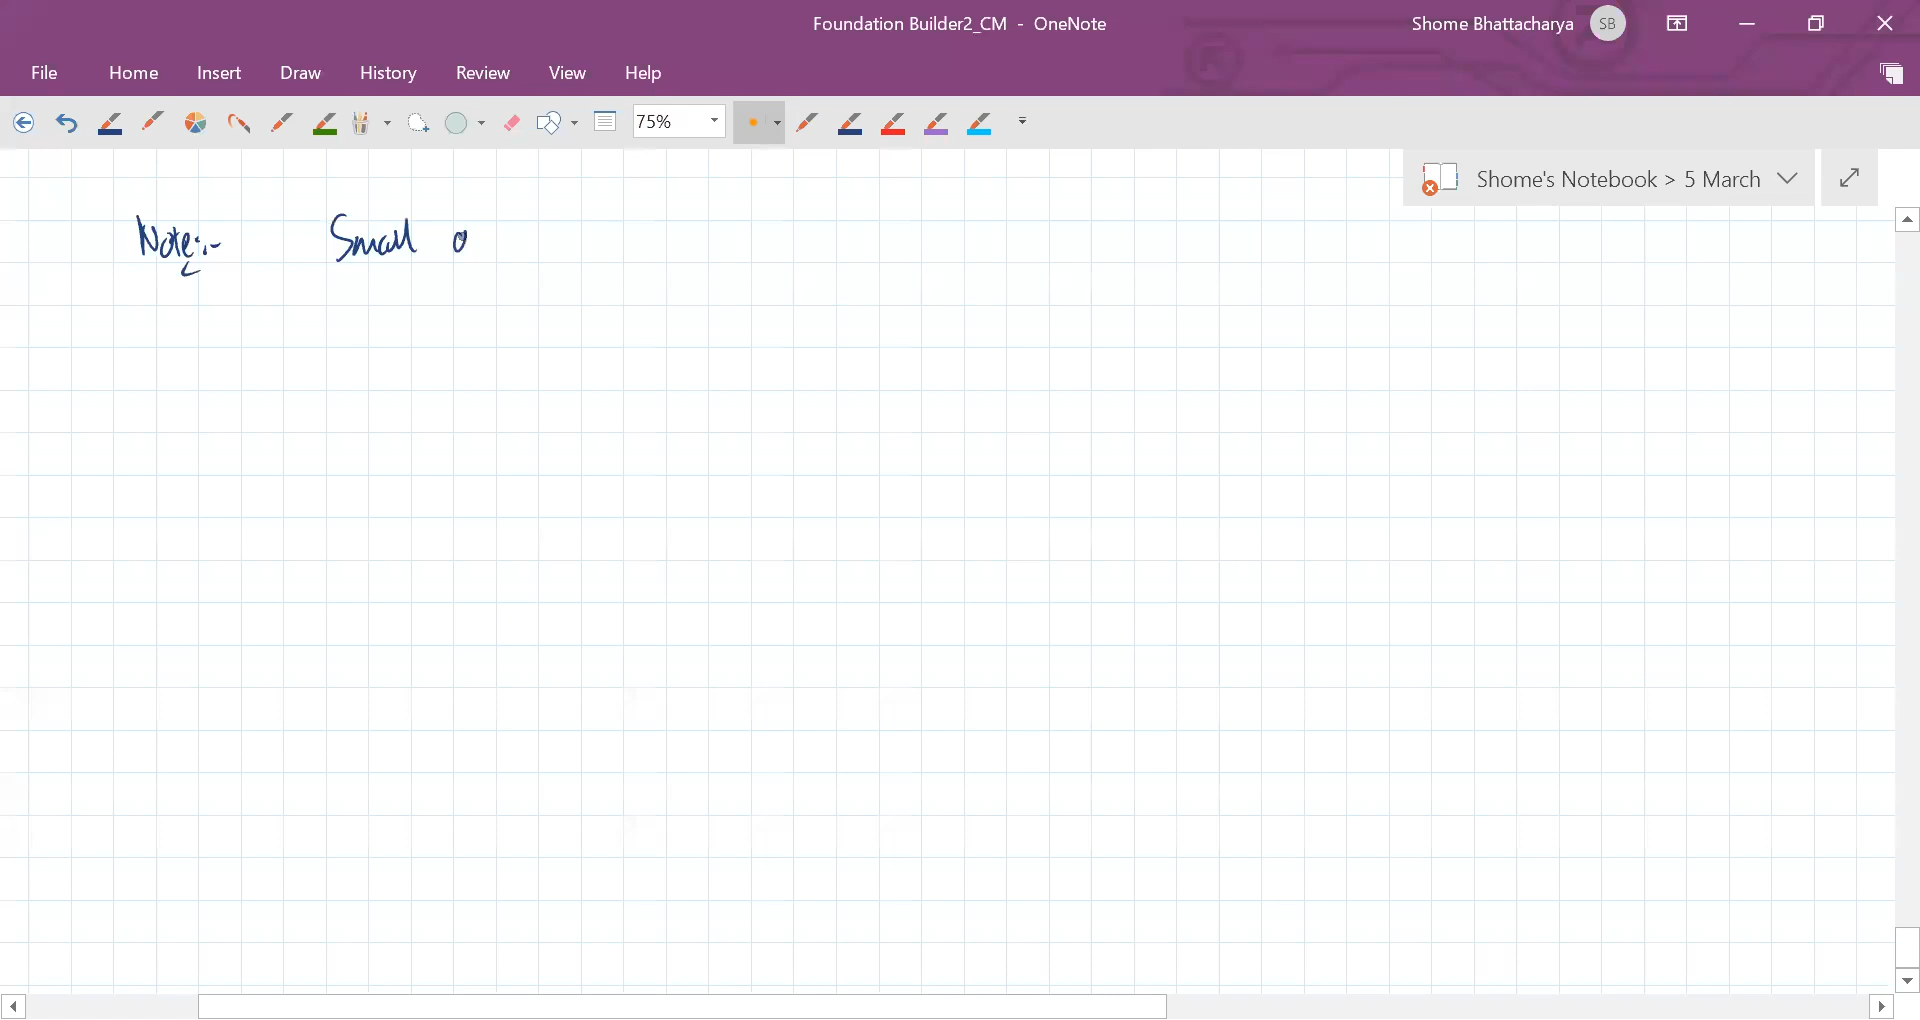 Foundation Builder2_CM - OneNote
Shome Bhattacharya SB
File Home Insert Draw History Review View Help
75%
Shome's Notebook > 5 March
Note:- Small o